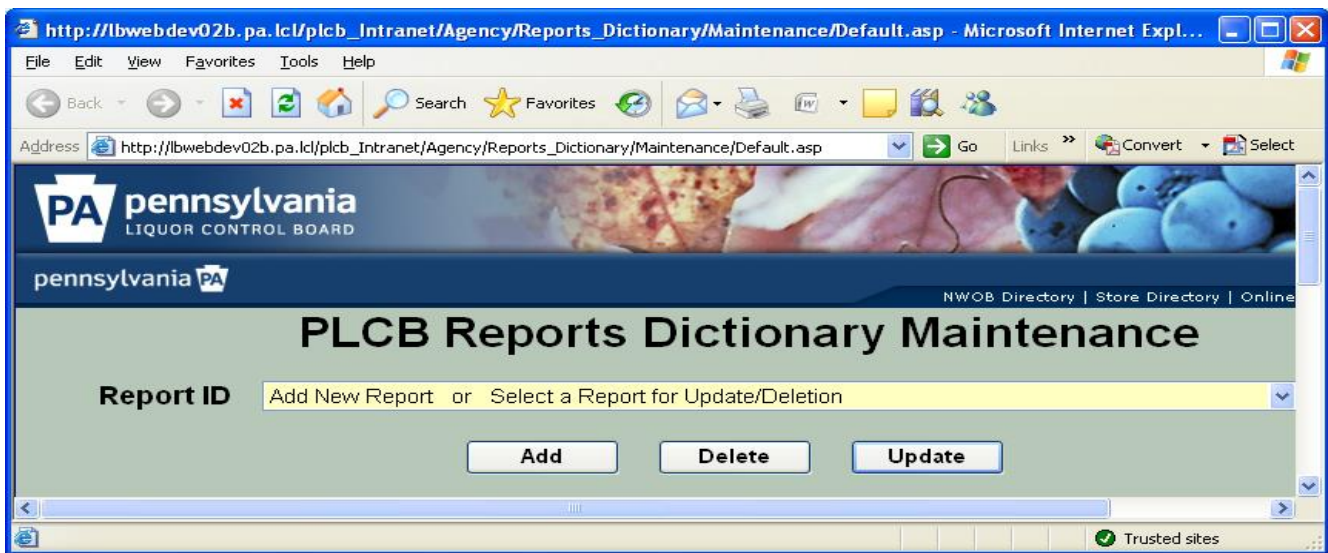 http://lbwebdev02b.pa.lcl/plcb_Intranet/Agency/Reports_Dictionary/Maintenance/Default.asp - Microsoft Internet Expl...
File Edit View Favorites Tools Help
Back Search Favorites
Address http://lbwebdev02b.pa.lcl/plcb_Intranet/Agency/Reports_Dictionary/Maintenance/Default.asp Go Links » Convert Select
PA pennsylvania
LIQUOR CONTROL BOARD
pennsylvania PA
NWOB Directory | Store Directory | Online
PLCB Reports Dictionary Maintenance
Report ID Add New Report or Select a Report for Update/Deletion
Add Delete Update
Trusted sites